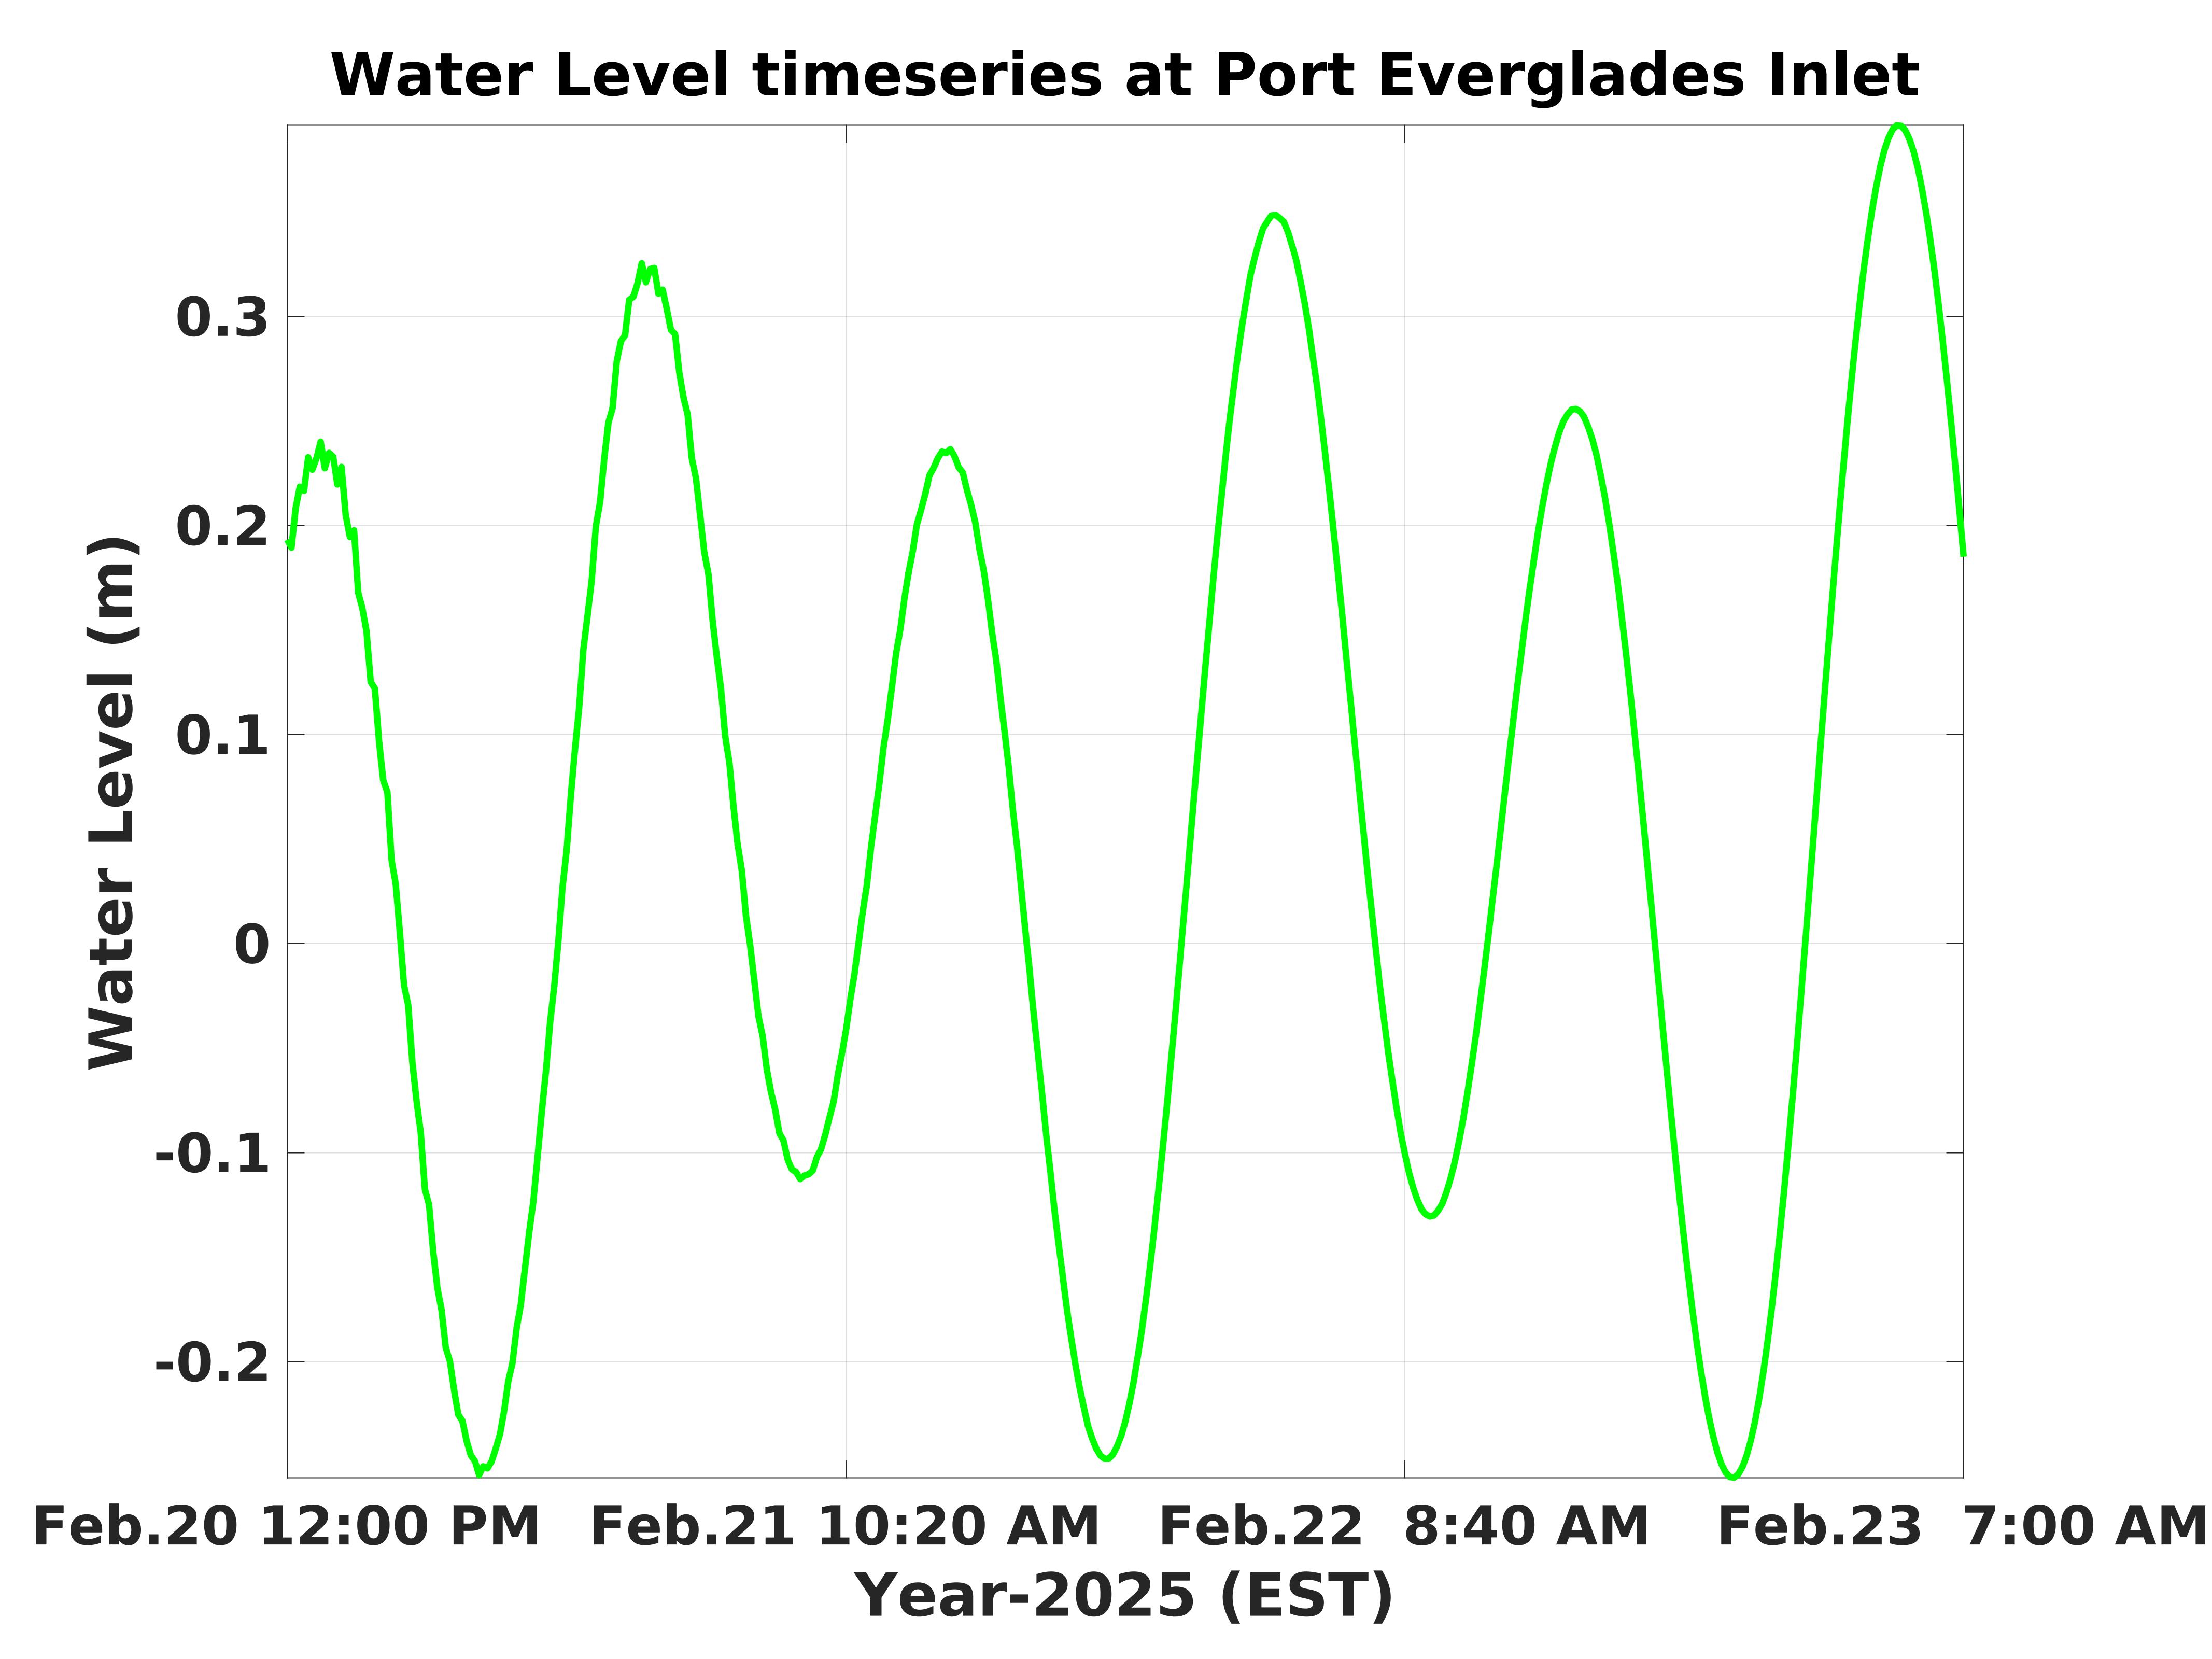 Water Level timeseries at Port Everglades Inlet
Water Level (m)
0.3
0.2
0.1
0
-0.1
-0.2
Feb.20 12:00 PM Feb.21 10:20 AM Feb.22 8:40 AM Feb.23 7:00 AM
Year-2025 (EST)